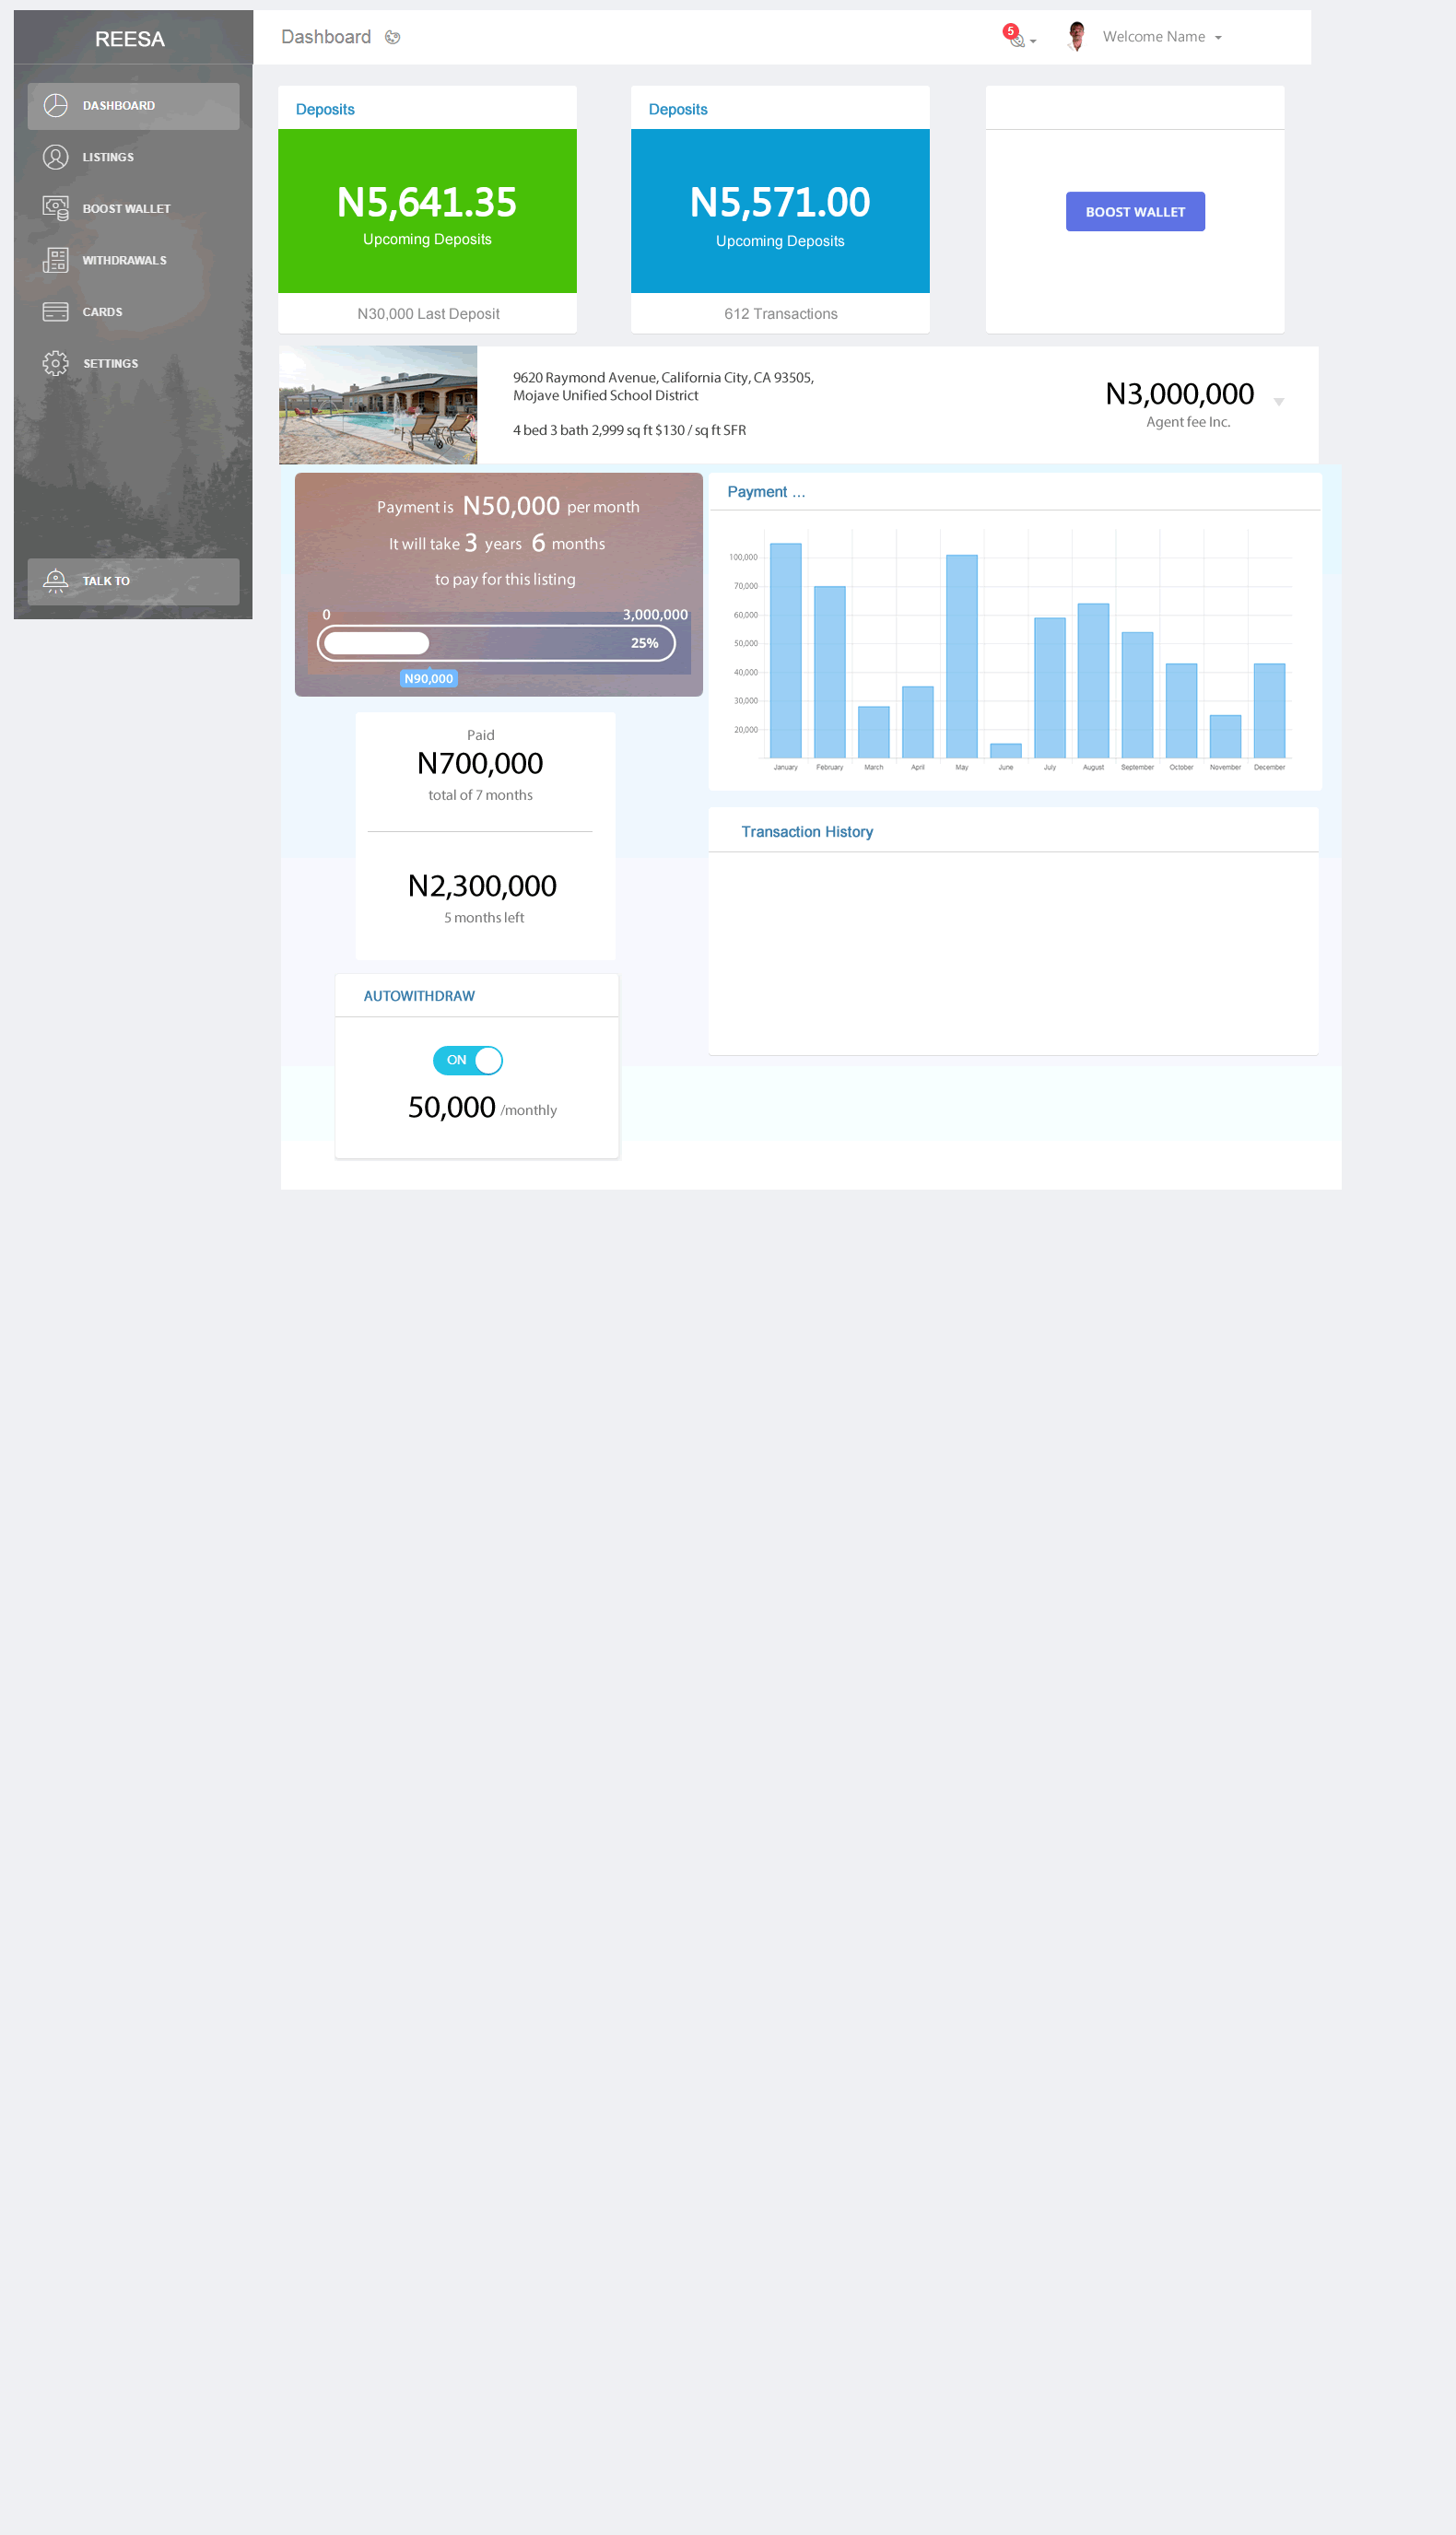 REESA
Dashboard
5
Welcome Name
DASHBOARD
LISTINGS
BOOST WALLET
WITHDRAWALS
CARDS
SETTINGS
TALK TO
Deposits
N5,641.35
Upcoming Deposits
N30,000 Last Deposit
Deposits
N5,571.00
Upcoming Deposits
612 Transactions
BOOST WALLET
9620 Raymond Avenue, California City, CA 93505,
Mojave Unified School District
4 bed 3 bath 2,999 sq ft $130 / sq ft SFR
N3,000,000
Agent fee Inc.
Payment is N50,000 per month
It will take 3 years 6 months
to pay for this listing
0 3,000,000
25%
N90,000
Paid
N700,000
total of 7 months
N2,300,000
5 months left
AUTOWITHDRAW
ON
50,000 /monthly
Payment ...
100,000
70,000
60,000
50,000
40,000
30,000
20,000
January February March April May June July August September October November December
Transaction History